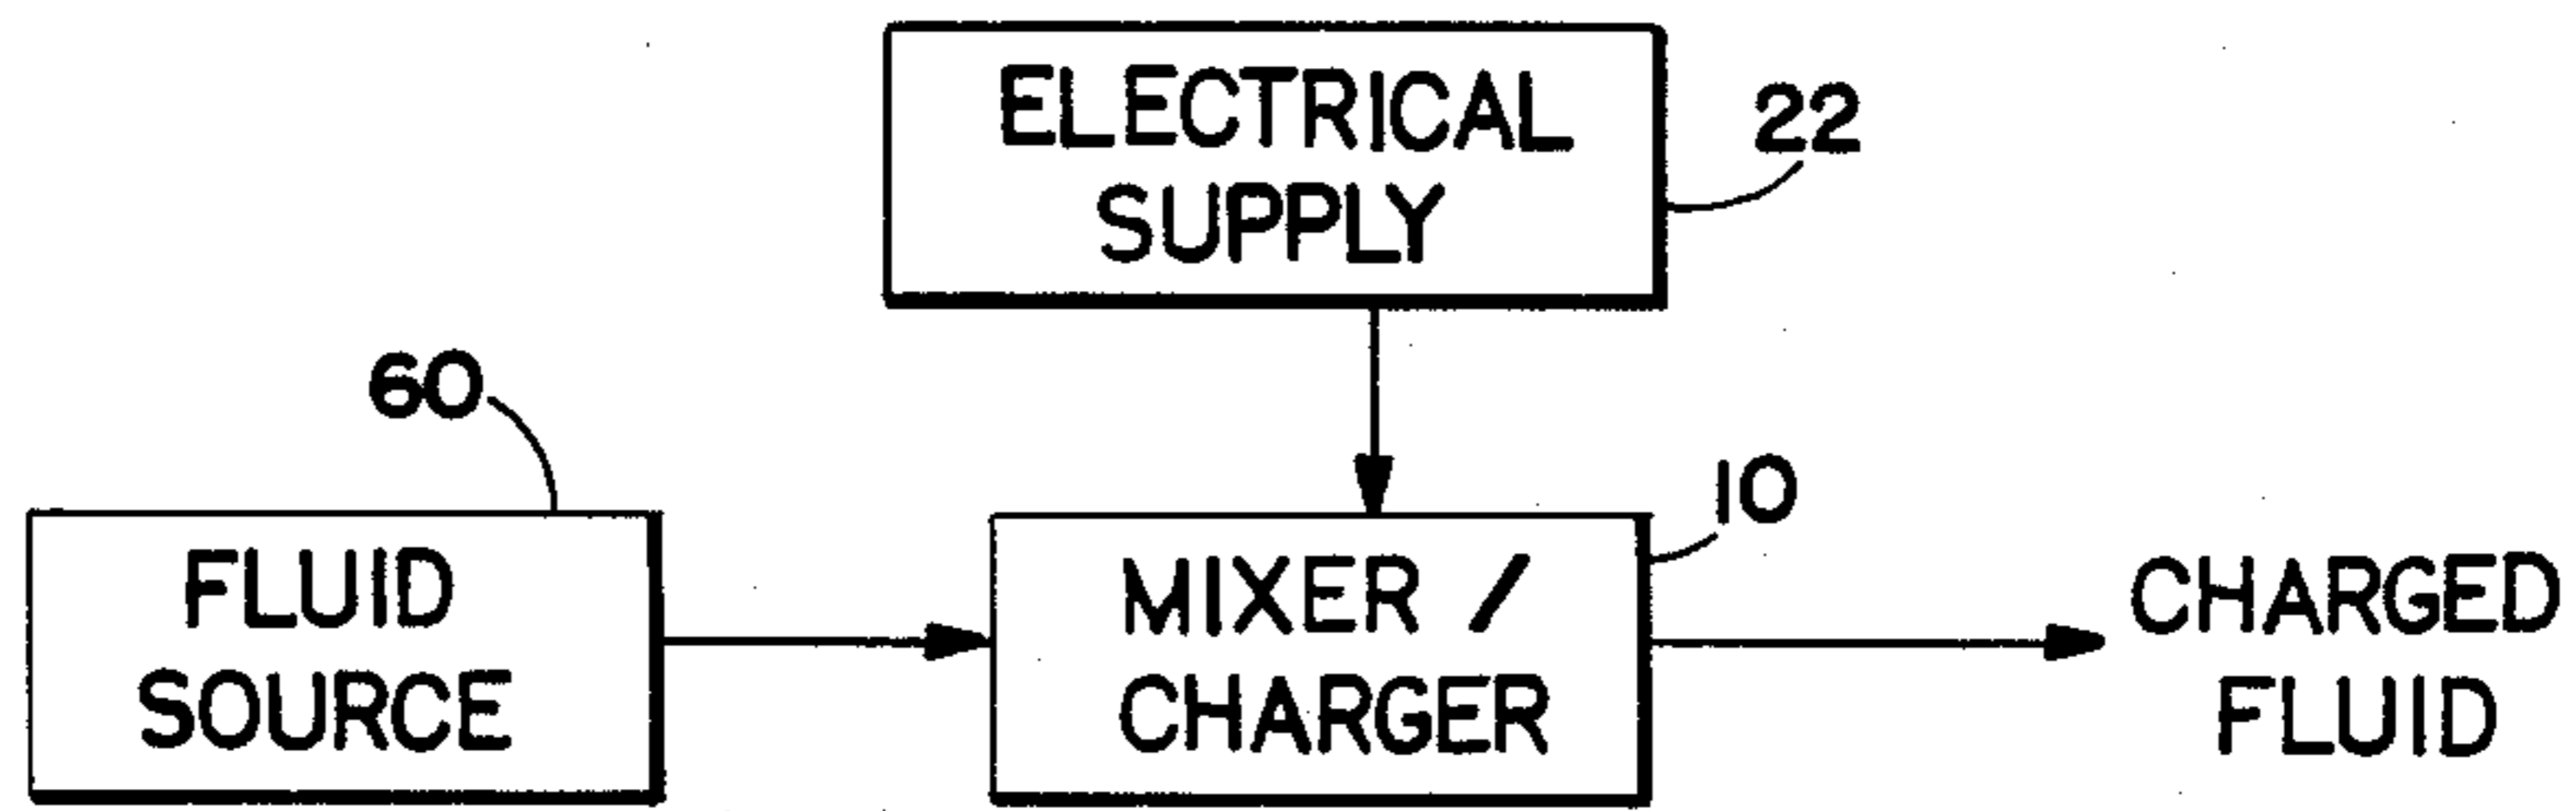 ELECTRICAL
SUPPLY
22
60
FLUID
SOURCE
10
MIXER /
CHARGER
CHARGED
FLUID